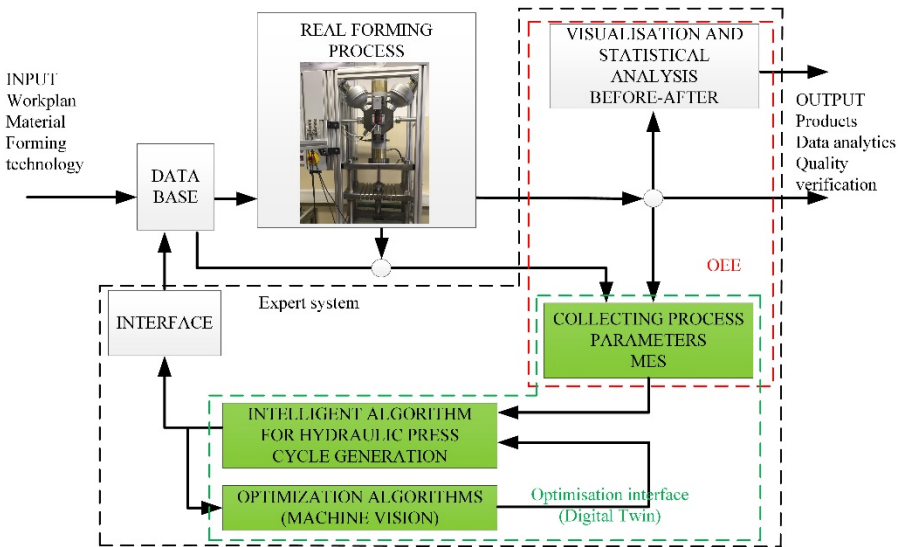 REAL FORMING
PROCESS
VISUALISATION AND
STATISTICAL
ANALYSIS
BEFORE-AFTER
INPUT
Workplan
Material
Forming
technology
OUTPUT
Products
Data analytics
Quality
verification
DATA
BASE
OEE
Expert system
INTERFACE
COLLECTING PROCESS
PARAMETERS
MES
INTELLIGENT ALGORITHM
FOR HYDRAULIC PRESS
CYCLE GENERATION
OPTIMIZATION ALGORITHMS
(MACHINE VISION)
Optimisation interface
(Digital Twin)